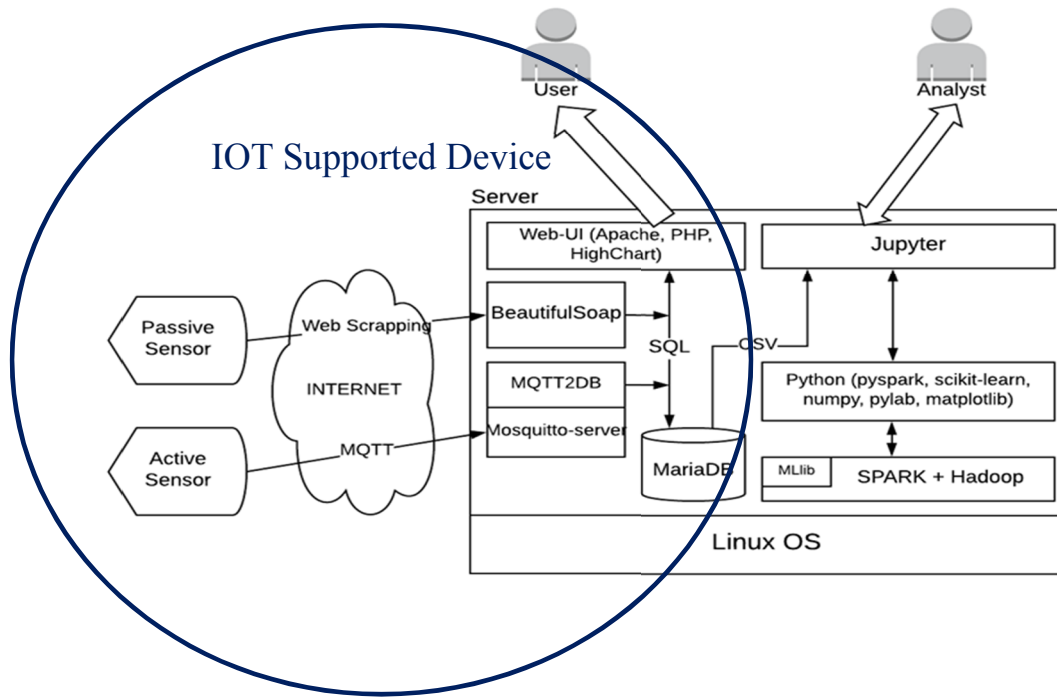 User
Analyst
IOT Supported Device
Server
Web-UI (Apache, PHP,
HighChart)
Jupyter
BeautifulSoap
Web Scrapping
Passive
Sensor
SQL
CSV
INTERNET
MQTT2DB
Python (pyspark, scikit-learn,
numpy, pylab, matplotlib)
Mosquitto-server
MQTT
Active
Sensor
MariaDB
MLlib
SPARK + Hadoop
Linux OS